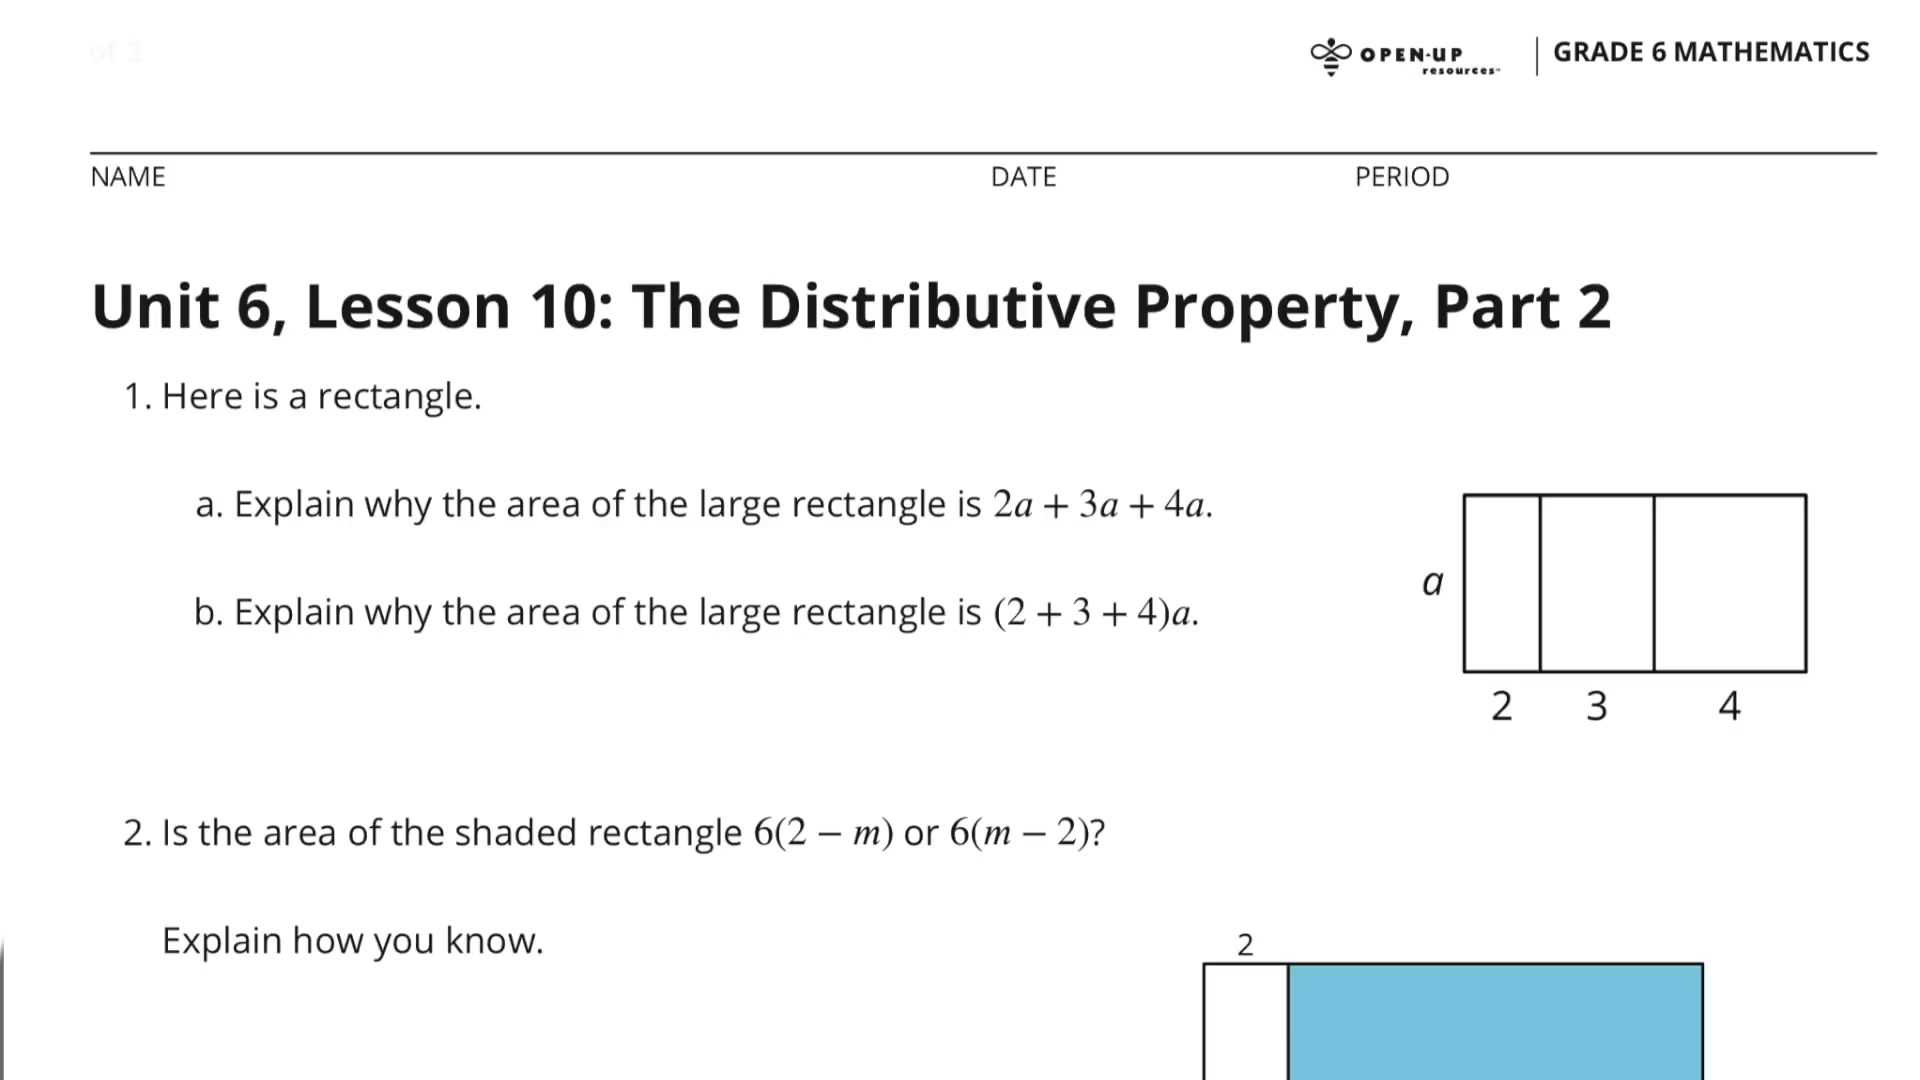 of 2
OPEN-UP
resources™
GRADE 6 MATHEMATICS
NAME DATE PERIOD
Unit 6, Lesson 10: The Distributive Property, Part 2
1. Here is a rectangle.
a. Explain why the area of the large rectangle is 2a + 3a + 4a.
b. Explain why the area of the large rectangle is (2 + 3 + 4)a.
a
2 3 4
2. Is the area of the shaded rectangle 6(2 − m) or 6(m − 2)?
Explain how you know.
2